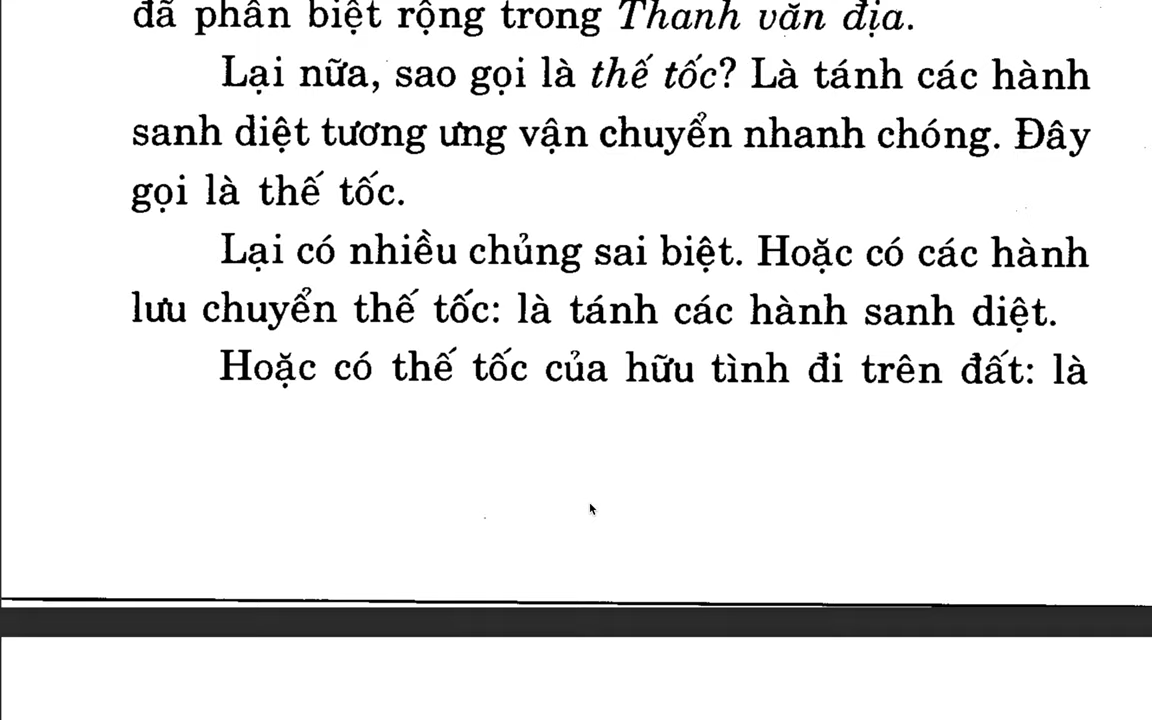 đã phân biệt rộng trong Thanh văn địa.
Lại nữa, sao gọi là thế tốc? Là tánh các hành
sanh diệt tương ưng vận chuyển nhanh chóng. Đây
gọi là thế tốc.
Lại có nhiều chủng sai biệt. Hoặc có các hành
lưu chuyển thế tốc: là tánh các hành sanh diệt.
Hoặc có thế tốc của hữu tình đi trên đất: là